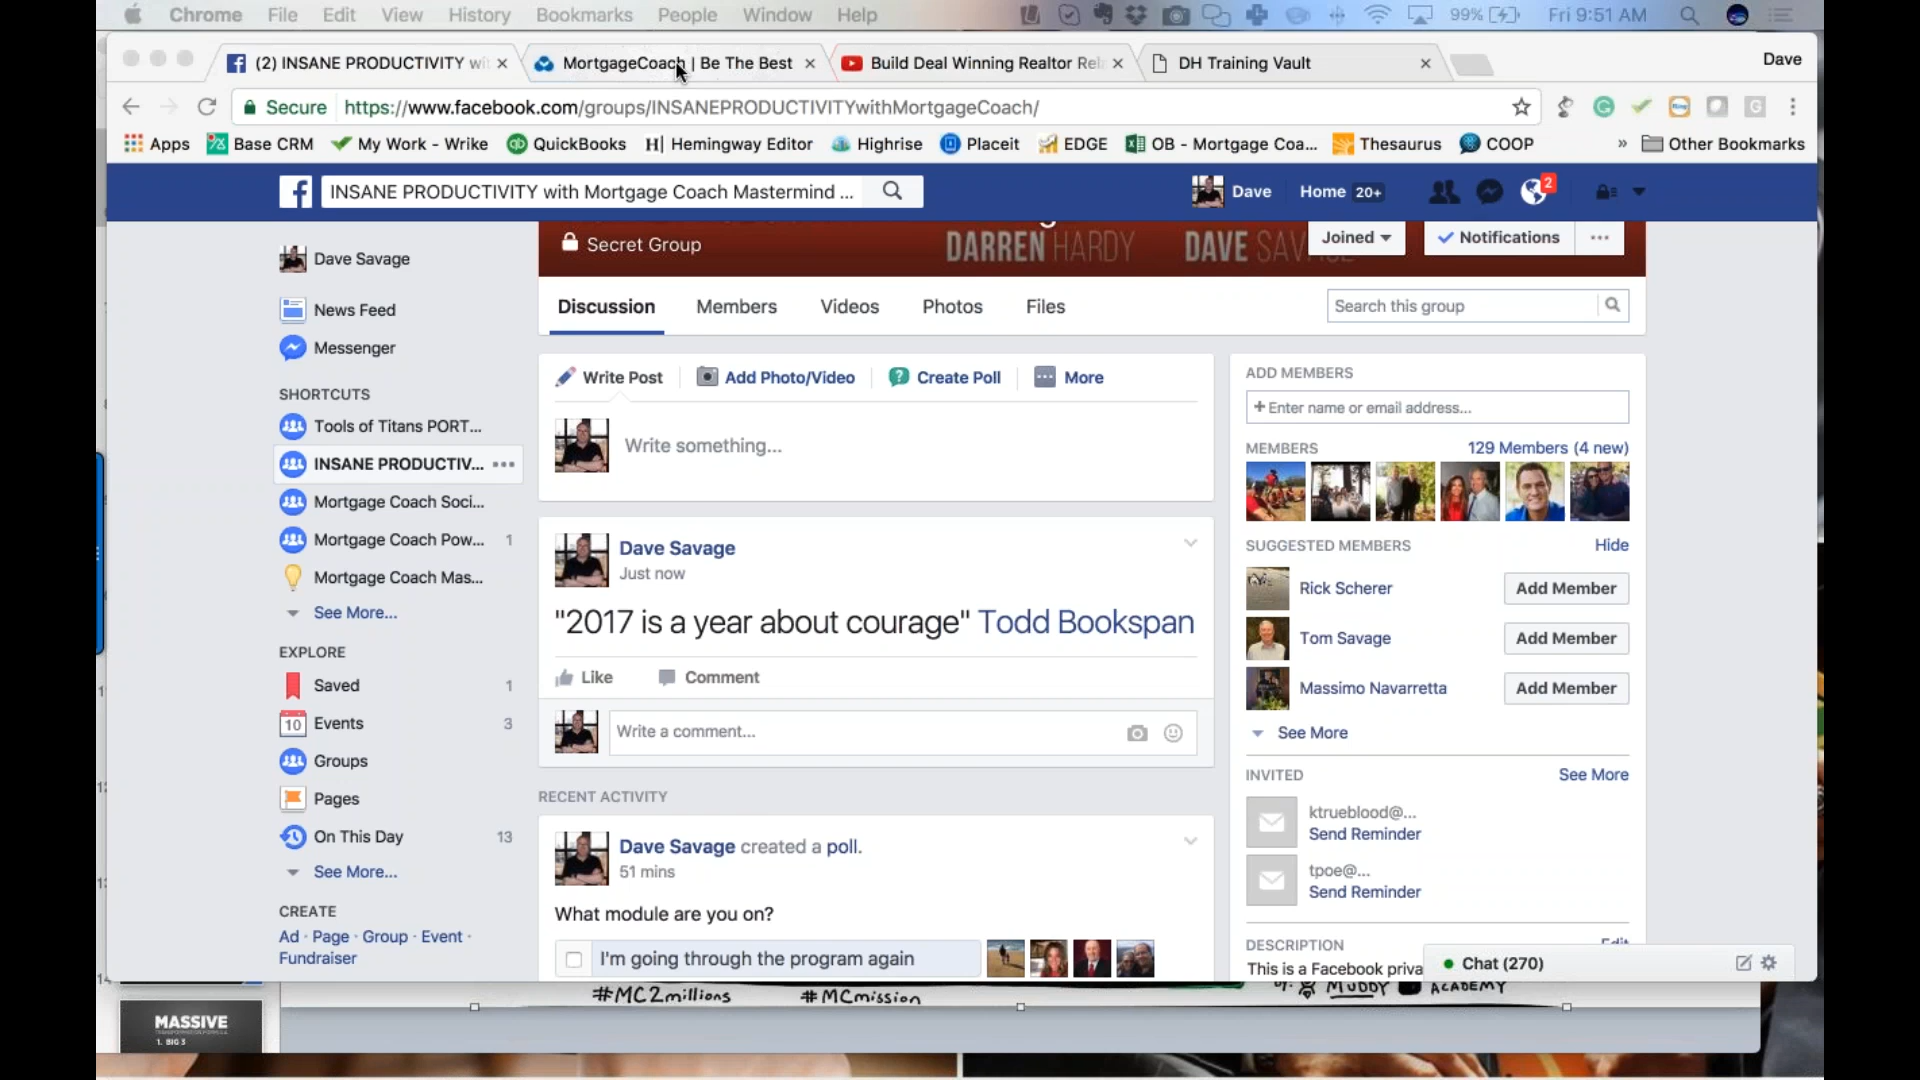 Chrome File Edit View History Bookmarks People Window Help 99% Fri 9:51 AM
(2) INSANE PRODUCTIVITY wi
MortgageCoach | Be The Best
Build Deal Winning Realtor Rel
DH Training Vault
Dave
Secure https://www.facebook.com/groups/INSANEPRODUCTIVITYwithMortgageCoach/
Apps Base CRM My Work - Wrike QuickBooks Hemingway Editor Highrise Placeit EDGE OB - Mortgage Coa... Thesaurus COOP » Other Bookmarks
INSANE PRODUCTIVITY with Mortgage Coach Mastermind ...
Dave Home 20+ 2
Secret Group
DARREN HARDY DAVE SAV
Joined Notifications
Discussion Members Videos Photos Files
Search this group
Dave Savage
News Feed
Messenger
SHORTCUTS
Tools of Titans PORT...
INSANE PRODUCTIV...
Mortgage Coach Soci...
Mortgage Coach Pow... 1
Mortgage Coach Mas...
See More...
EXPLORE
Saved 1
10 Events 3
Groups
Pages
On This Day 13
See More...
CREATE
Ad · Page · Group · Event ·
Fundraiser
Write Post Add Photo/Video Create Poll More
Write something...
Dave Savage
Just now
"2017 is a year about courage" Todd Bookspan
Like Comment
Write a comment...
RECENT ACTIVITY
Dave Savage created a poll.
51 mins
What module are you on?
I'm going through the program again
ADD MEMBERS
+ Enter name or email address...
MEMBERS 129 Members (4 new)
SUGGESTED MEMBERS Hide
Rick Scherer Add Member
Tom Savage Add Member
Massimo Navarretta Add Member
See More
INVITED See More
ktrueblood@...
Send Reminder
tpoe@...
Send Reminder
DESCRIPTION Edit
This is a Facebook priva
Chat (270)
#MC2millions #MCmission
MUDDY ACADEMY
MASSIVE
1. BIG 3